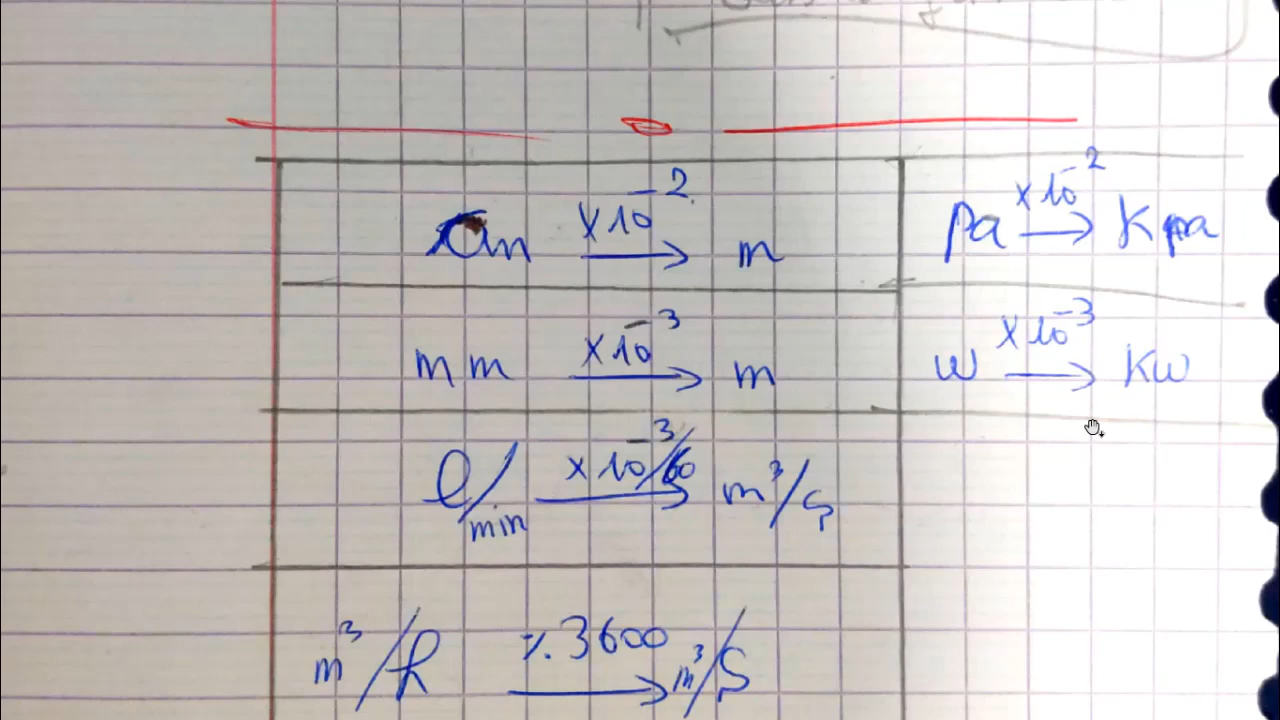 cm ×10⁻² → m
Pa ×10⁻² → Kpa
mm ×10⁻³ → m
w ×10⁻³ → Kw
l/min ×10⁻³/60 → m³/s
m³/h ÷3600 → m³/s